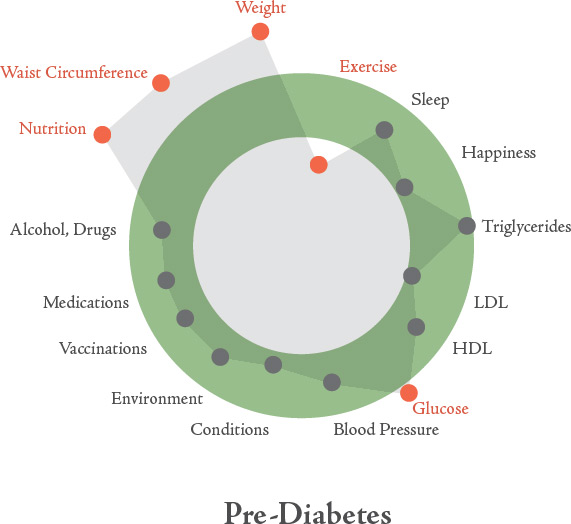 Weight
Exercise
Waist Circumference
Sleep
Nutrition
Happiness
Alcohol, Drugs
Triglycerides
Medications
LDL
Vaccinations
HDL
Environment
Glucose
Conditions
Blood Pressure
Pre-Diabetes